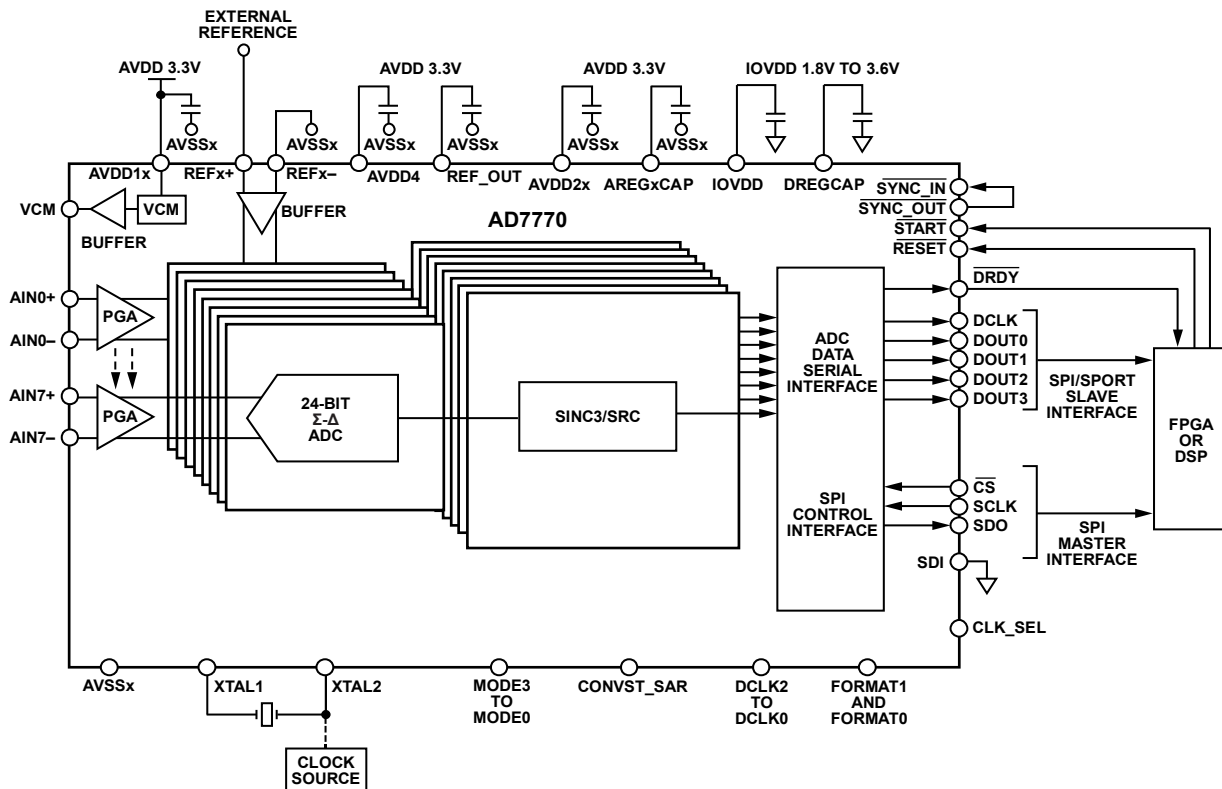 EXTERNAL
REFERENCE
AVDD 3.3V
AVDD 3.3V
AVDD 3.3V
IOVDD 1.8V TO 3.6V
AVSSx
AVSSx
AVSSx
AVSSx
AVSSx
AVSSx
AVDD1x
REFx+
REFx–
AVDD4
REF_OUT
AVDD2x
AREGxCAP
IOVDD
DREGCAP
VCM
VCM
BUFFER
BUFFER
AD7770
SYNC_IN
SYNC_OUT
START
RESET
DRDY
AIN0+
PGA
AIN0–
AIN7+
PGA
AIN7–
24-BIT
Σ-Δ
ADC
SINC3/SRC
ADC
DATA
SERIAL
INTERFACE
SPI
CONTROL
INTERFACE
DCLK
DOUT0
DOUT1
DOUT2
DOUT3
SPI/SPORT
SLAVE
INTERFACE
FPGA
OR
DSP
CS
SCLK
SDO
SPI
MASTER
INTERFACE
SDI
CLK_SEL
AVSSx
XTAL1
XTAL2
MODE3
TO
MODE0
CONVST_SAR
DCLK2
TO
DCLK0
FORMAT1
AND
FORMAT0
CLOCK
SOURCE